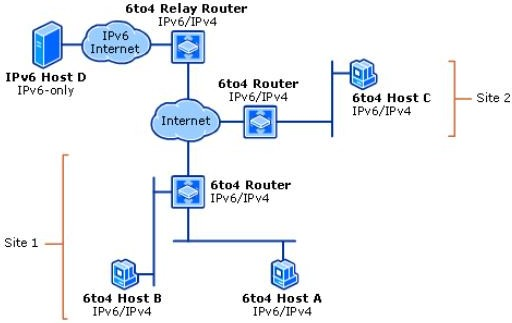 6to4 Relay Router
IPv6/IPv4
IPv6
Internet
IPv6 Host D
IPv6-only
6to4 Router
IPv6/IPv4
6to4 Host C
IPv6/IPv4
Site 2
Internet
6to4 Router
IPv6/IPv4
Site 1
6to4 Host B
IPv6/IPv4
6to4 Host A
IPv6/IPv4